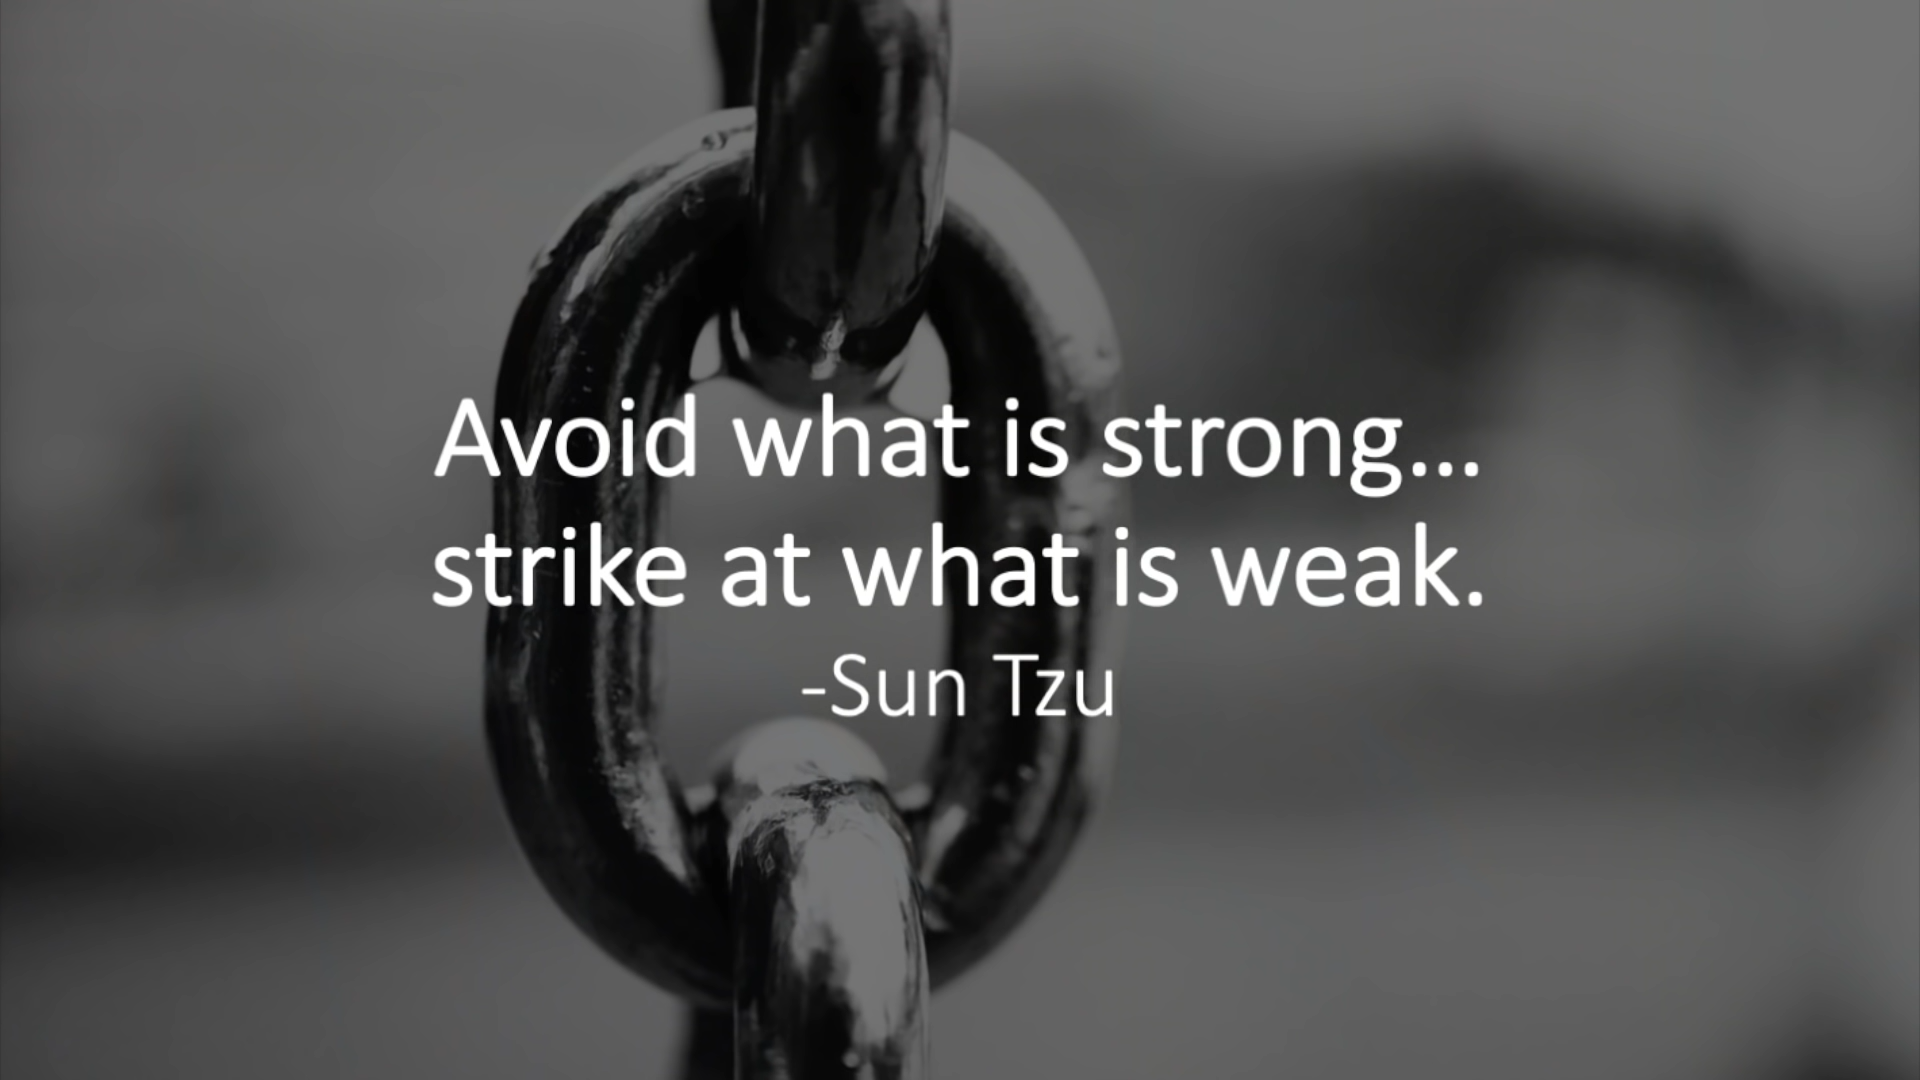 Avoid what is strong...
strike at what is weak.
-Sun Tzu